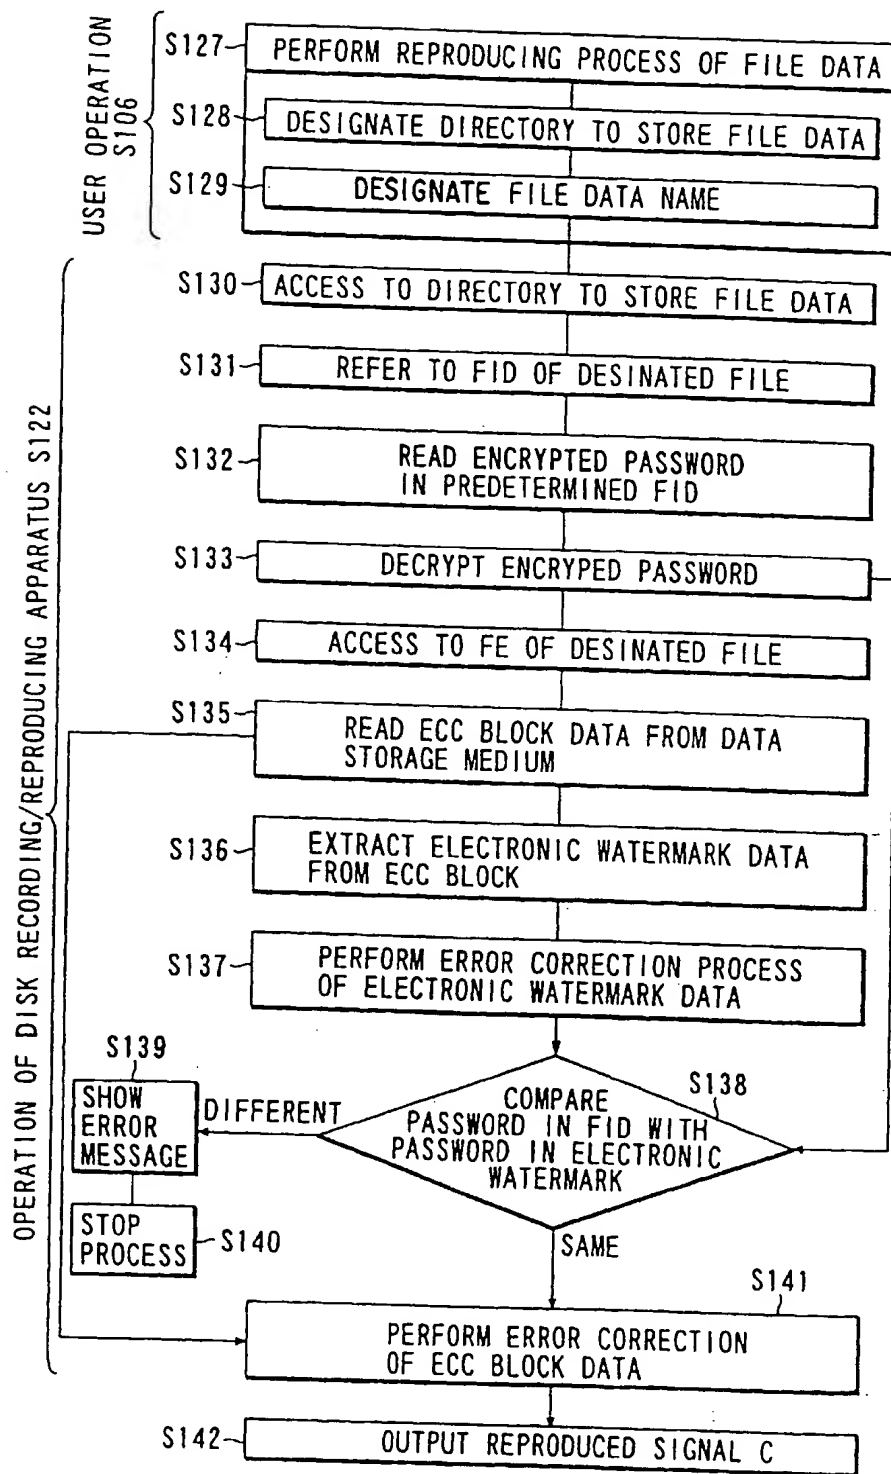 USER OPERATION
S106
S127
PERFORM REPRODUCING PROCESS OF FILE DATA
S128
DESIGNATE DIRECTORY TO STORE FILE DATA
S129
DESIGNATE FILE DATA NAME
OPERATION OF DISK RECORDING/REPRODUCING APPARATUS S122
S130
ACCESS TO DIRECTORY TO STORE FILE DATA
S131
REFER TO FID OF DESINATED FILE
S132
READ ENCRYPTED PASSWORD
IN PREDETERMINED FID
S133
DECRYPT ENCRYPED PASSWORD
S134
ACCESS TO FE OF DESINATED FILE
S135
READ ECC BLOCK DATA FROM DATA
STORAGE MEDIUM
S136
EXTRACT ELECTRONIC WATERMARK DATA
FROM ECC BLOCK
S137
PERFORM ERROR CORRECTION PROCESS
OF ELECTRONIC WATERMARK DATA
S138
COMPARE
PASSWORD IN FID WITH
PASSWORD IN ELECTRONIC
WATERMARK
DIFFERENT
S139
SHOW
ERROR
MESSAGE
STOP
PROCESS
S140
SAME
S141
PERFORM ERROR CORRECTION
OF ECC BLOCK DATA
S142
OUTPUT REPRODUCED SIGNAL C